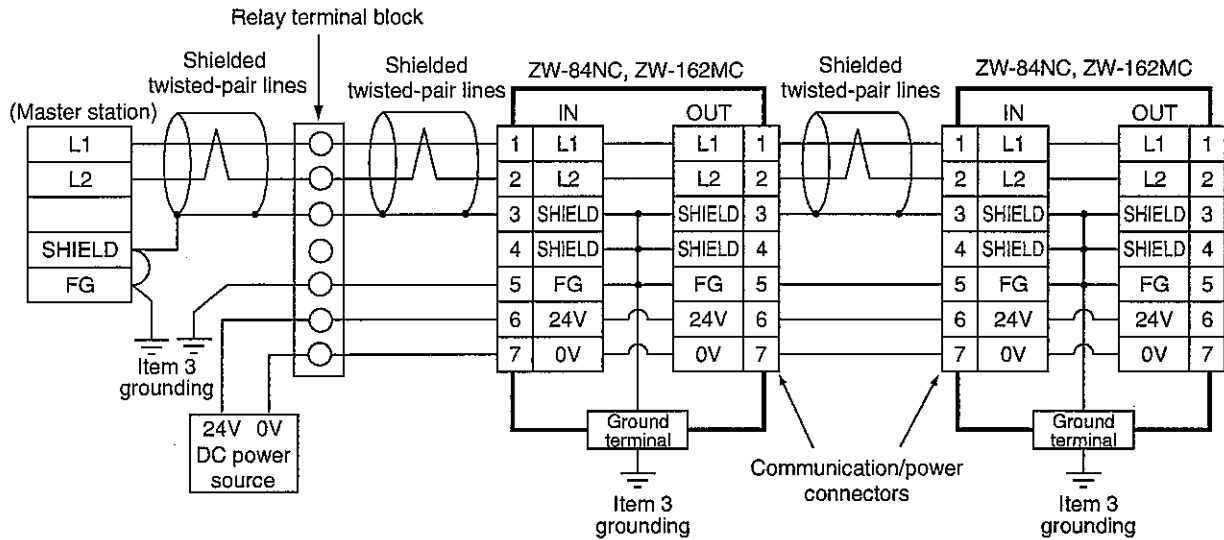 Relay terminal block
Shielded
twisted-pair lines
Shielded
twisted-pair lines
ZW-84NC, ZW-162MC
Shielded
twisted-pair lines
ZW-84NC, ZW-162MC
(Master station)
L1
L2
SHIELD
FG
IN
OUT
1 L1 L1 1
2 L2 L2 2
3 SHIELD SHIELD 3
4 SHIELD SHIELD 4
5 FG FG 5
6 24V 24V 6
7 0V 0V 7
Ground
terminal
Item 3
grounding
IN
OUT
1 L1 L1 1
2 L2 L2 2
3 SHIELD SHIELD 3
4 SHIELD SHIELD 4
5 FG FG 5
6 24V 24V 6
7 0V 0V 7
Ground
terminal
Item 3
grounding
Item 3
grounding
24V 0V
DC power
source
Communication/power
connectors